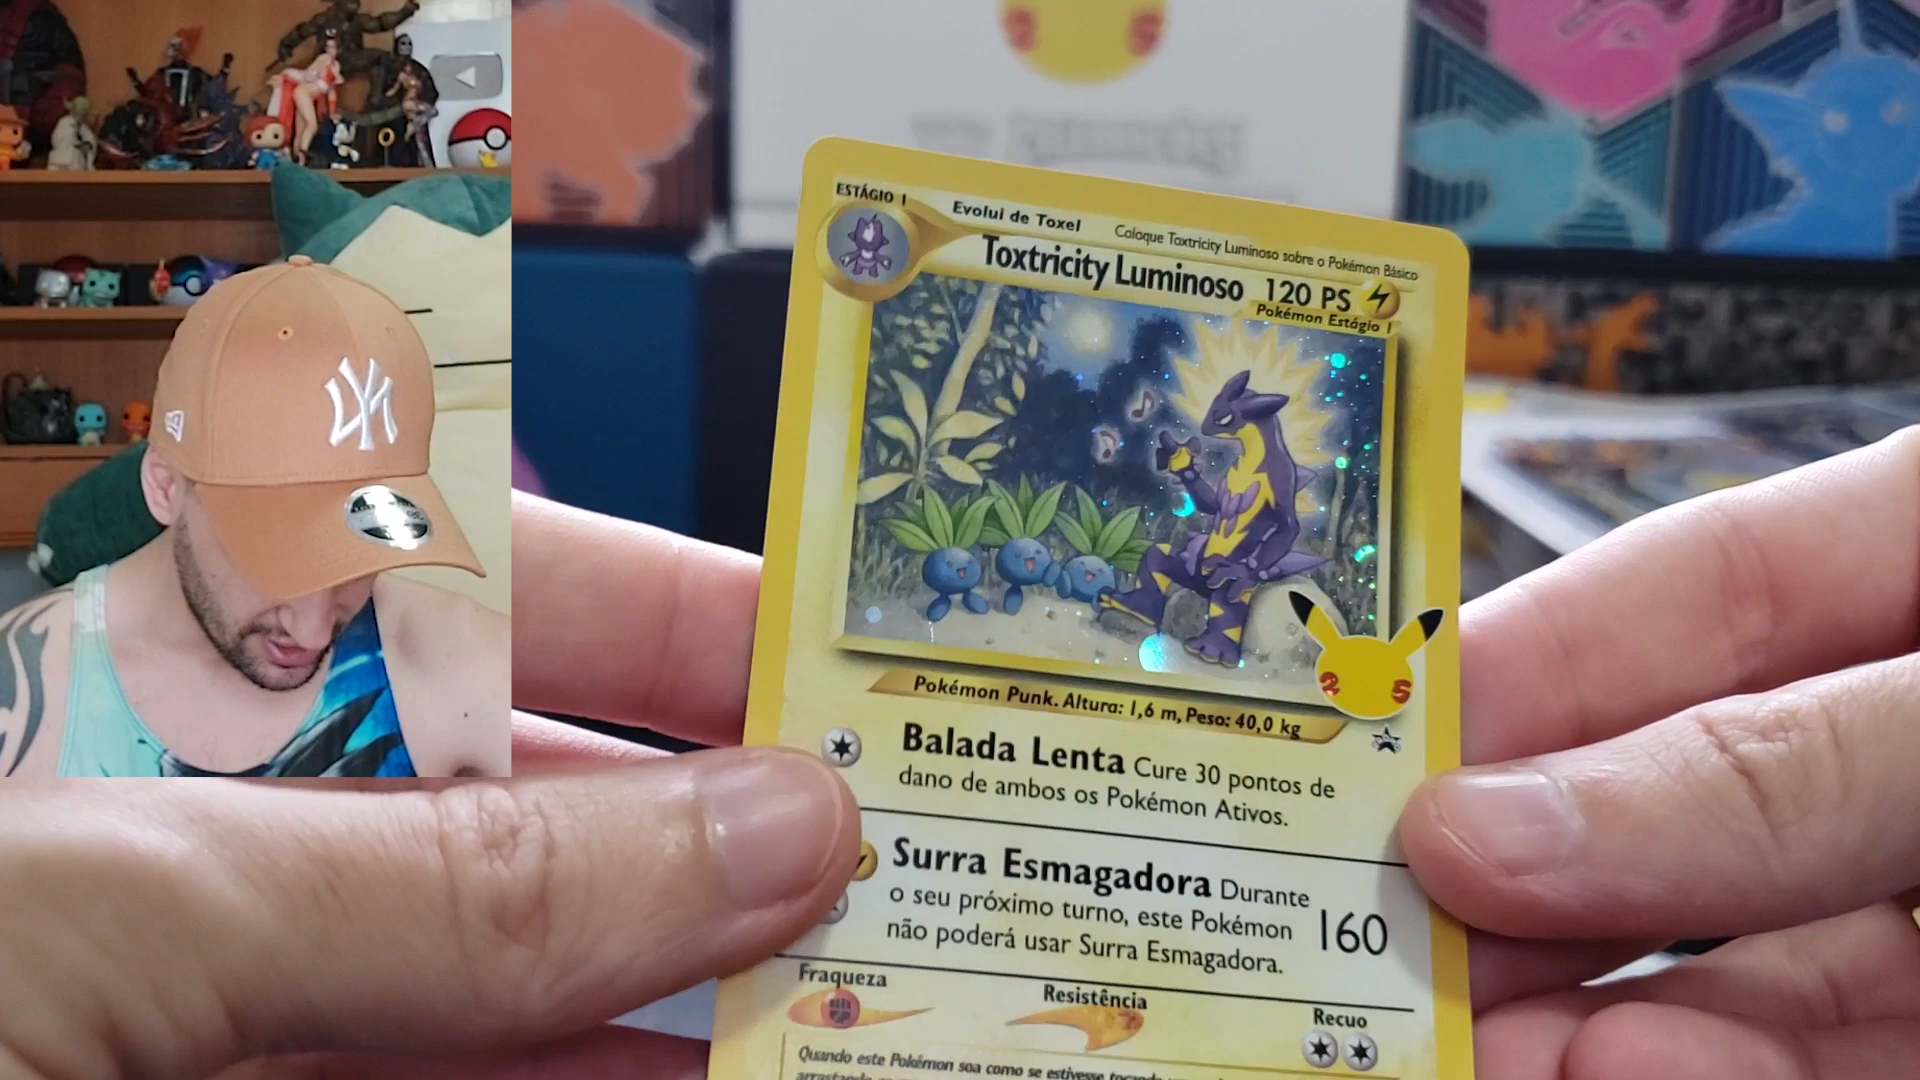 ESTÁGIO 1
Evolui de Toxel
Coloque Toxtricity Luminoso sobre o Pokémon Básico
Toxtricity Luminoso 120 PS
Pokémon Estágio 1
25
Pokémon Punk. Altura: 1,6 m, Peso: 40,0 kg
Balada Lenta Cure 30 pontos de
dano de ambos os Pokémon Ativos.
Surra Esmagadora Durante
o seu próximo turno, este Pokémon
não poderá usar Surra Esmagadora.
160
Fraqueza
Resistência
Recuo
Quando este Pokémon soa como se estivesse tocando
NY